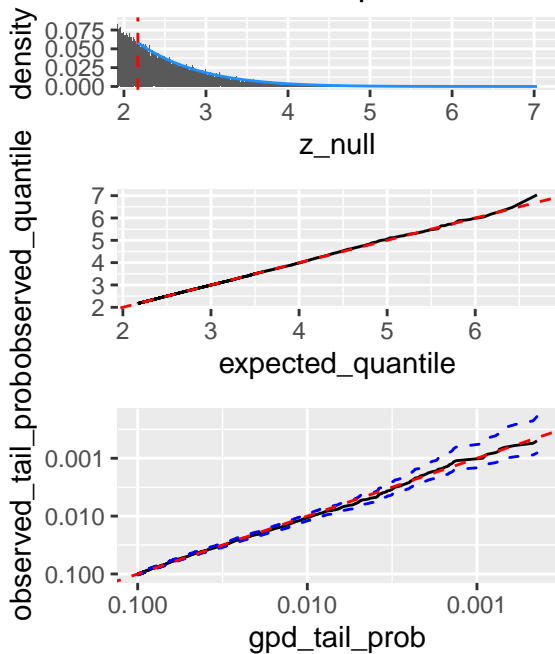 density
0.075
0.050
0.025
0.000
2 3 4 5 6 7
z_null
observed_quantile
7
6
5
4
3
2
2 3 4 5 6
expected_quantile
observed_tail_prob
0.001
0.010
0.100
0.100 0.010 0.001
gpd_tail_prob